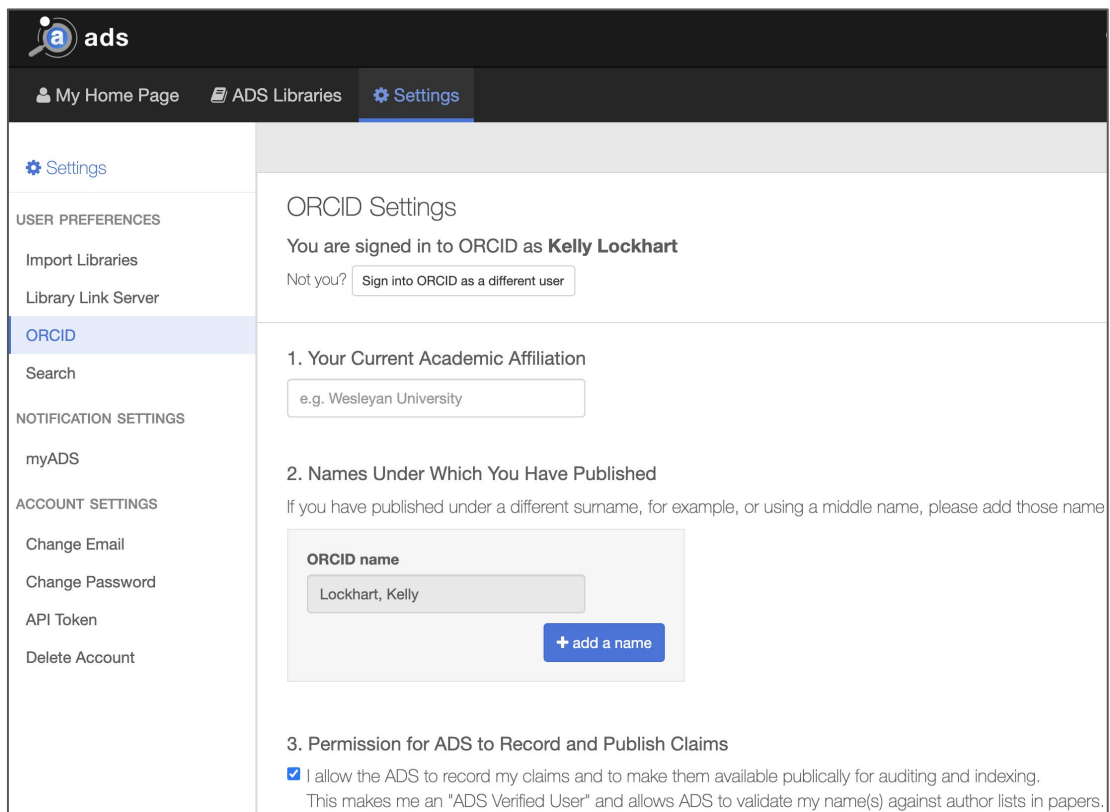 a ads
My Home Page ADS Libraries Settings
Settings
USER PREFERENCES
Import Libraries
Library Link Server
ORCID
Search
NOTIFICATION SETTINGS
myADS
ACCOUNT SETTINGS
Change Email
Change Password
API Token
Delete Account
ORCID Settings
You are signed in to ORCID as Kelly Lockhart
Not you? Sign into ORCID as a different user
1. Your Current Academic Affiliation
e.g. Wesleyan University
2. Names Under Which You Have Published
If you have published under a different surname, for example, or using a middle name, please add those name
ORCID name
Lockhart, Kelly
+ add a name
3. Permission for ADS to Record and Publish Claims
I allow the ADS to record my claims and to make them available publically for auditing and indexing.
This makes me an "ADS Verified User" and allows ADS to validate my name(s) against author lists in papers.